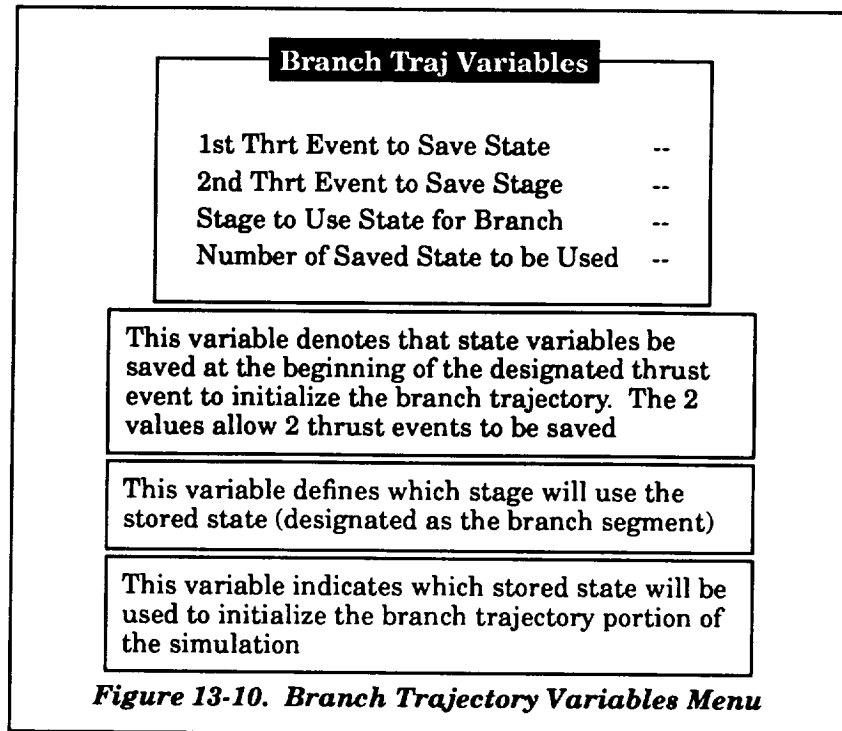 Branch Traj Variables
1st Thrt Event to Save State --
2nd Thrt Event to Save Stage --
Stage to Use State for Branch --
Number of Saved State to be Used --
This variable denotes that state variables be
saved at the beginning of the designated thrust
event to initialize the branch trajectory. The 2
values allow 2 thrust events to be saved
This variable defines which stage will use the
stored state (designated as the branch segment)
This variable indicates which stored state will be
used to initialize the branch trajectory portion of
the simulation
Figure 13-10. Branch Trajectory Variables Menu